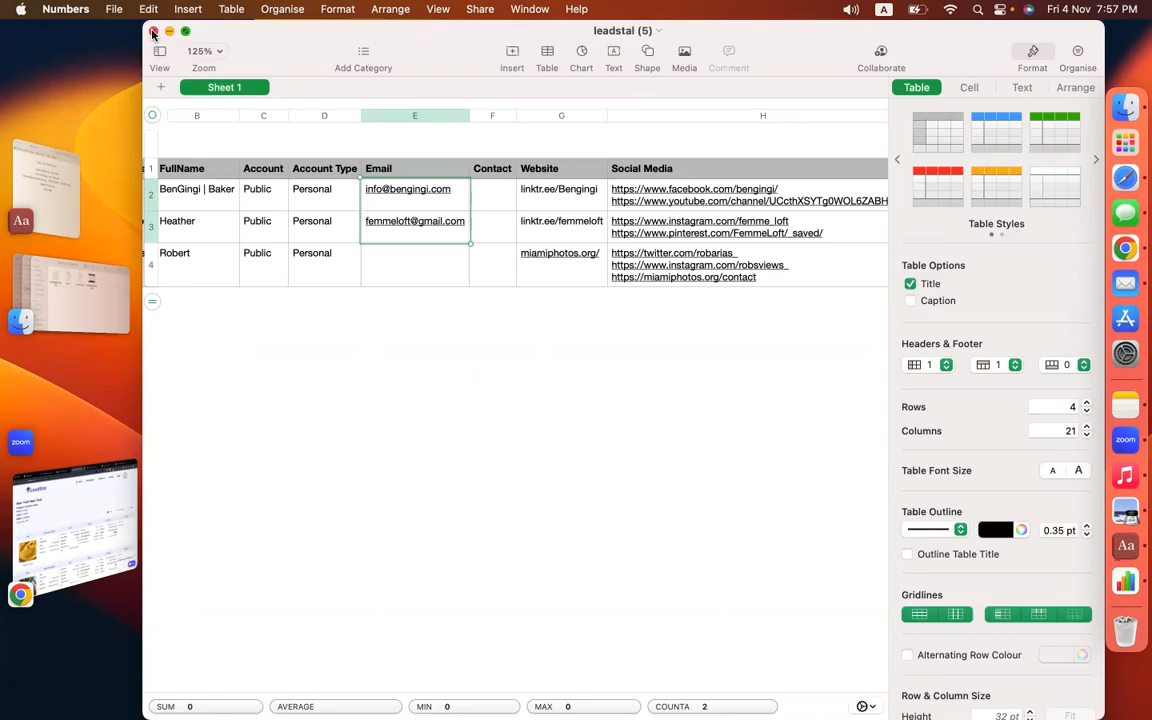 Numbers File Edit Insert Table Organise Format Arrange View Share Window Help A Fri 4 Nov 7:57 PM
leadstal (5)
125%
View Zoom Add Category Insert Table Chart Text Shape Media Comment Collaborate Format Organise
Sheet 1
Table Cell Text Arrange
B C D E F G H
1 FullName Account Account Type Email Contact Website Social Media
2 BenGingi | Baker Public Personal info@bengingi.com linktr.ee/Bengingi https://www.facebook.com/bengingi/
https://www.youtube.com/channel/UCcthXSYTg0WOL6ZABH
3 Heather Public Personal femmeloft@gmail.com linktr.ee/femmeloft https://www.instagram.com/femme_loft
https://www.pinterest.com/FemmeLoft/_saved/
4 Robert Public Personal miamiphotos.org/ https://twitter.com/robarias_
https://www.instagram.com/robsviews_
https://miamiphotos.org/contact
Table Styles
Table Options
Title
Caption
Headers & Footer
1 1 0
Rows 4
Columns 21
Table Font Size A A
Table Outline
0.35 pt
Outline Table Title
Gridlines
Alternating Row Colour
Row & Column Size
Height 32 pt Fit
SUM 0 AVERAGE MIN 0 MAX 0 COUNTA 2
Aa
zoom
LeadStal
zoom
Aa